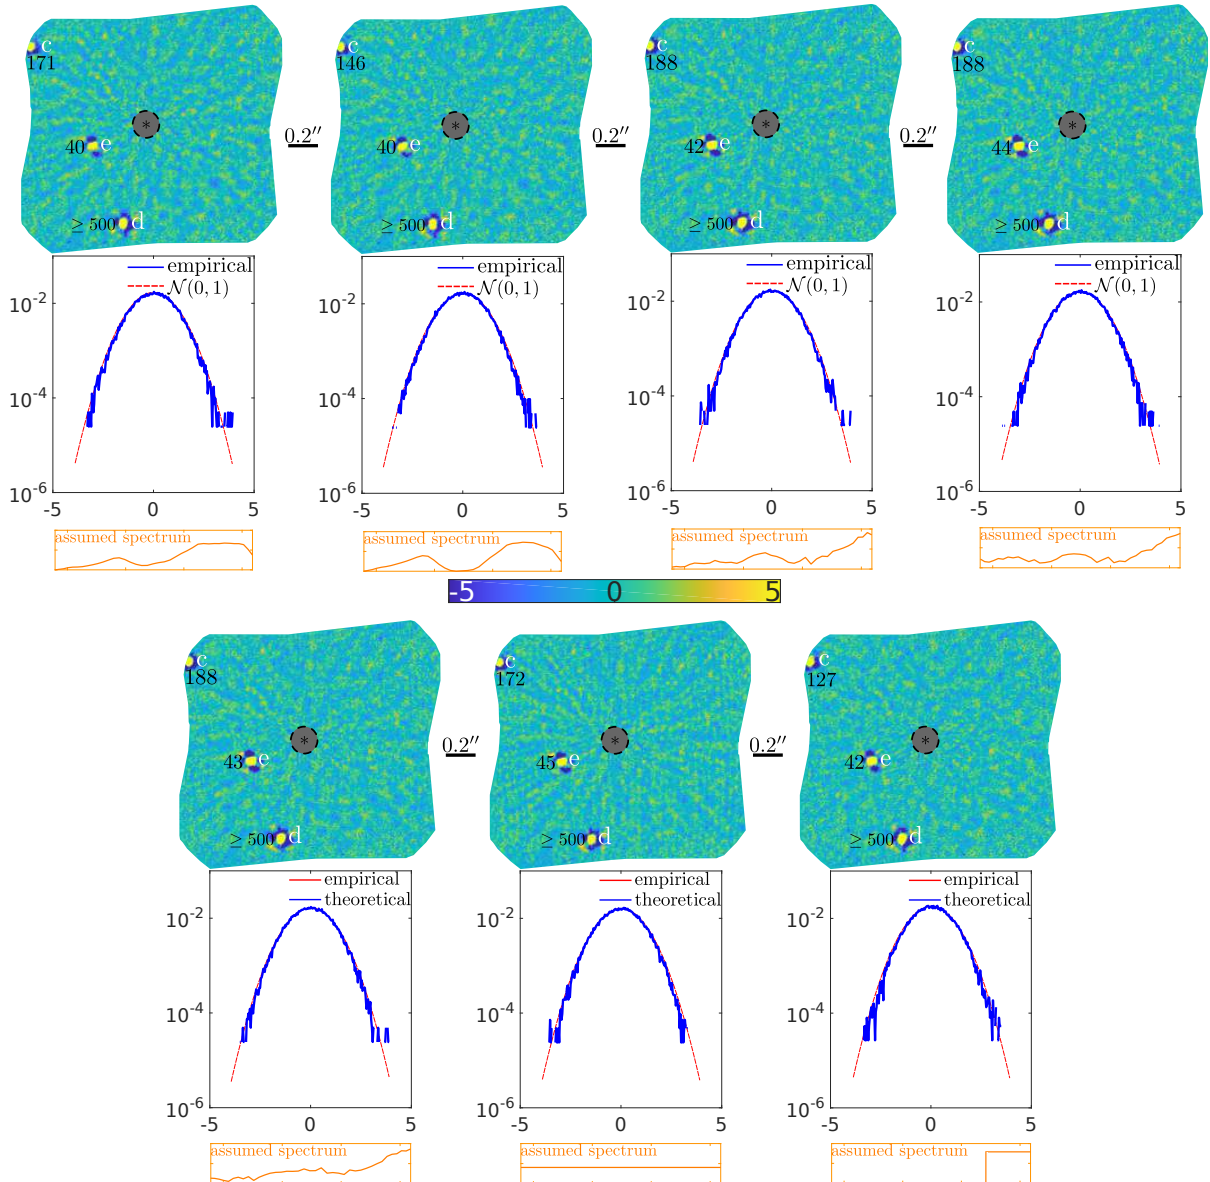 c
171
40 e
≥ 500 d
0.2″
c
146
40 e
≥ 500 d
0.2″
c
188
42 e
≥ 500 d
0.2″
c
188
44 e
≥ 500 d
empirical
N(0, 1)
10-2
10-4
10-6
-5 0 5
assumed spectrum
empirical
N(0, 1)
10-2
10-4
10-6
-5 0 5
assumed spectrum
empirical
N(0, 1)
10-2
10-4
10-6
-5 0 5
assumed spectrum
empirical
N(0, 1)
10-2
10-4
10-6
-5 0 5
assumed spectrum
-5 0 5
c
188
43 e
≥ 500 d
0.2″
c
172
45 e
≥ 500 d
0.2″
c
127
42 e
≥ 500 d
empirical
theoretical
10-2
10-4
10-6
-5 0 5
assumed spectrum
empirical
theoretical
10-2
10-4
10-6
-5 0 5
assumed spectrum
empirical
theoretical
10-2
10-4
10-6
-5 0 5
assumed spectrum